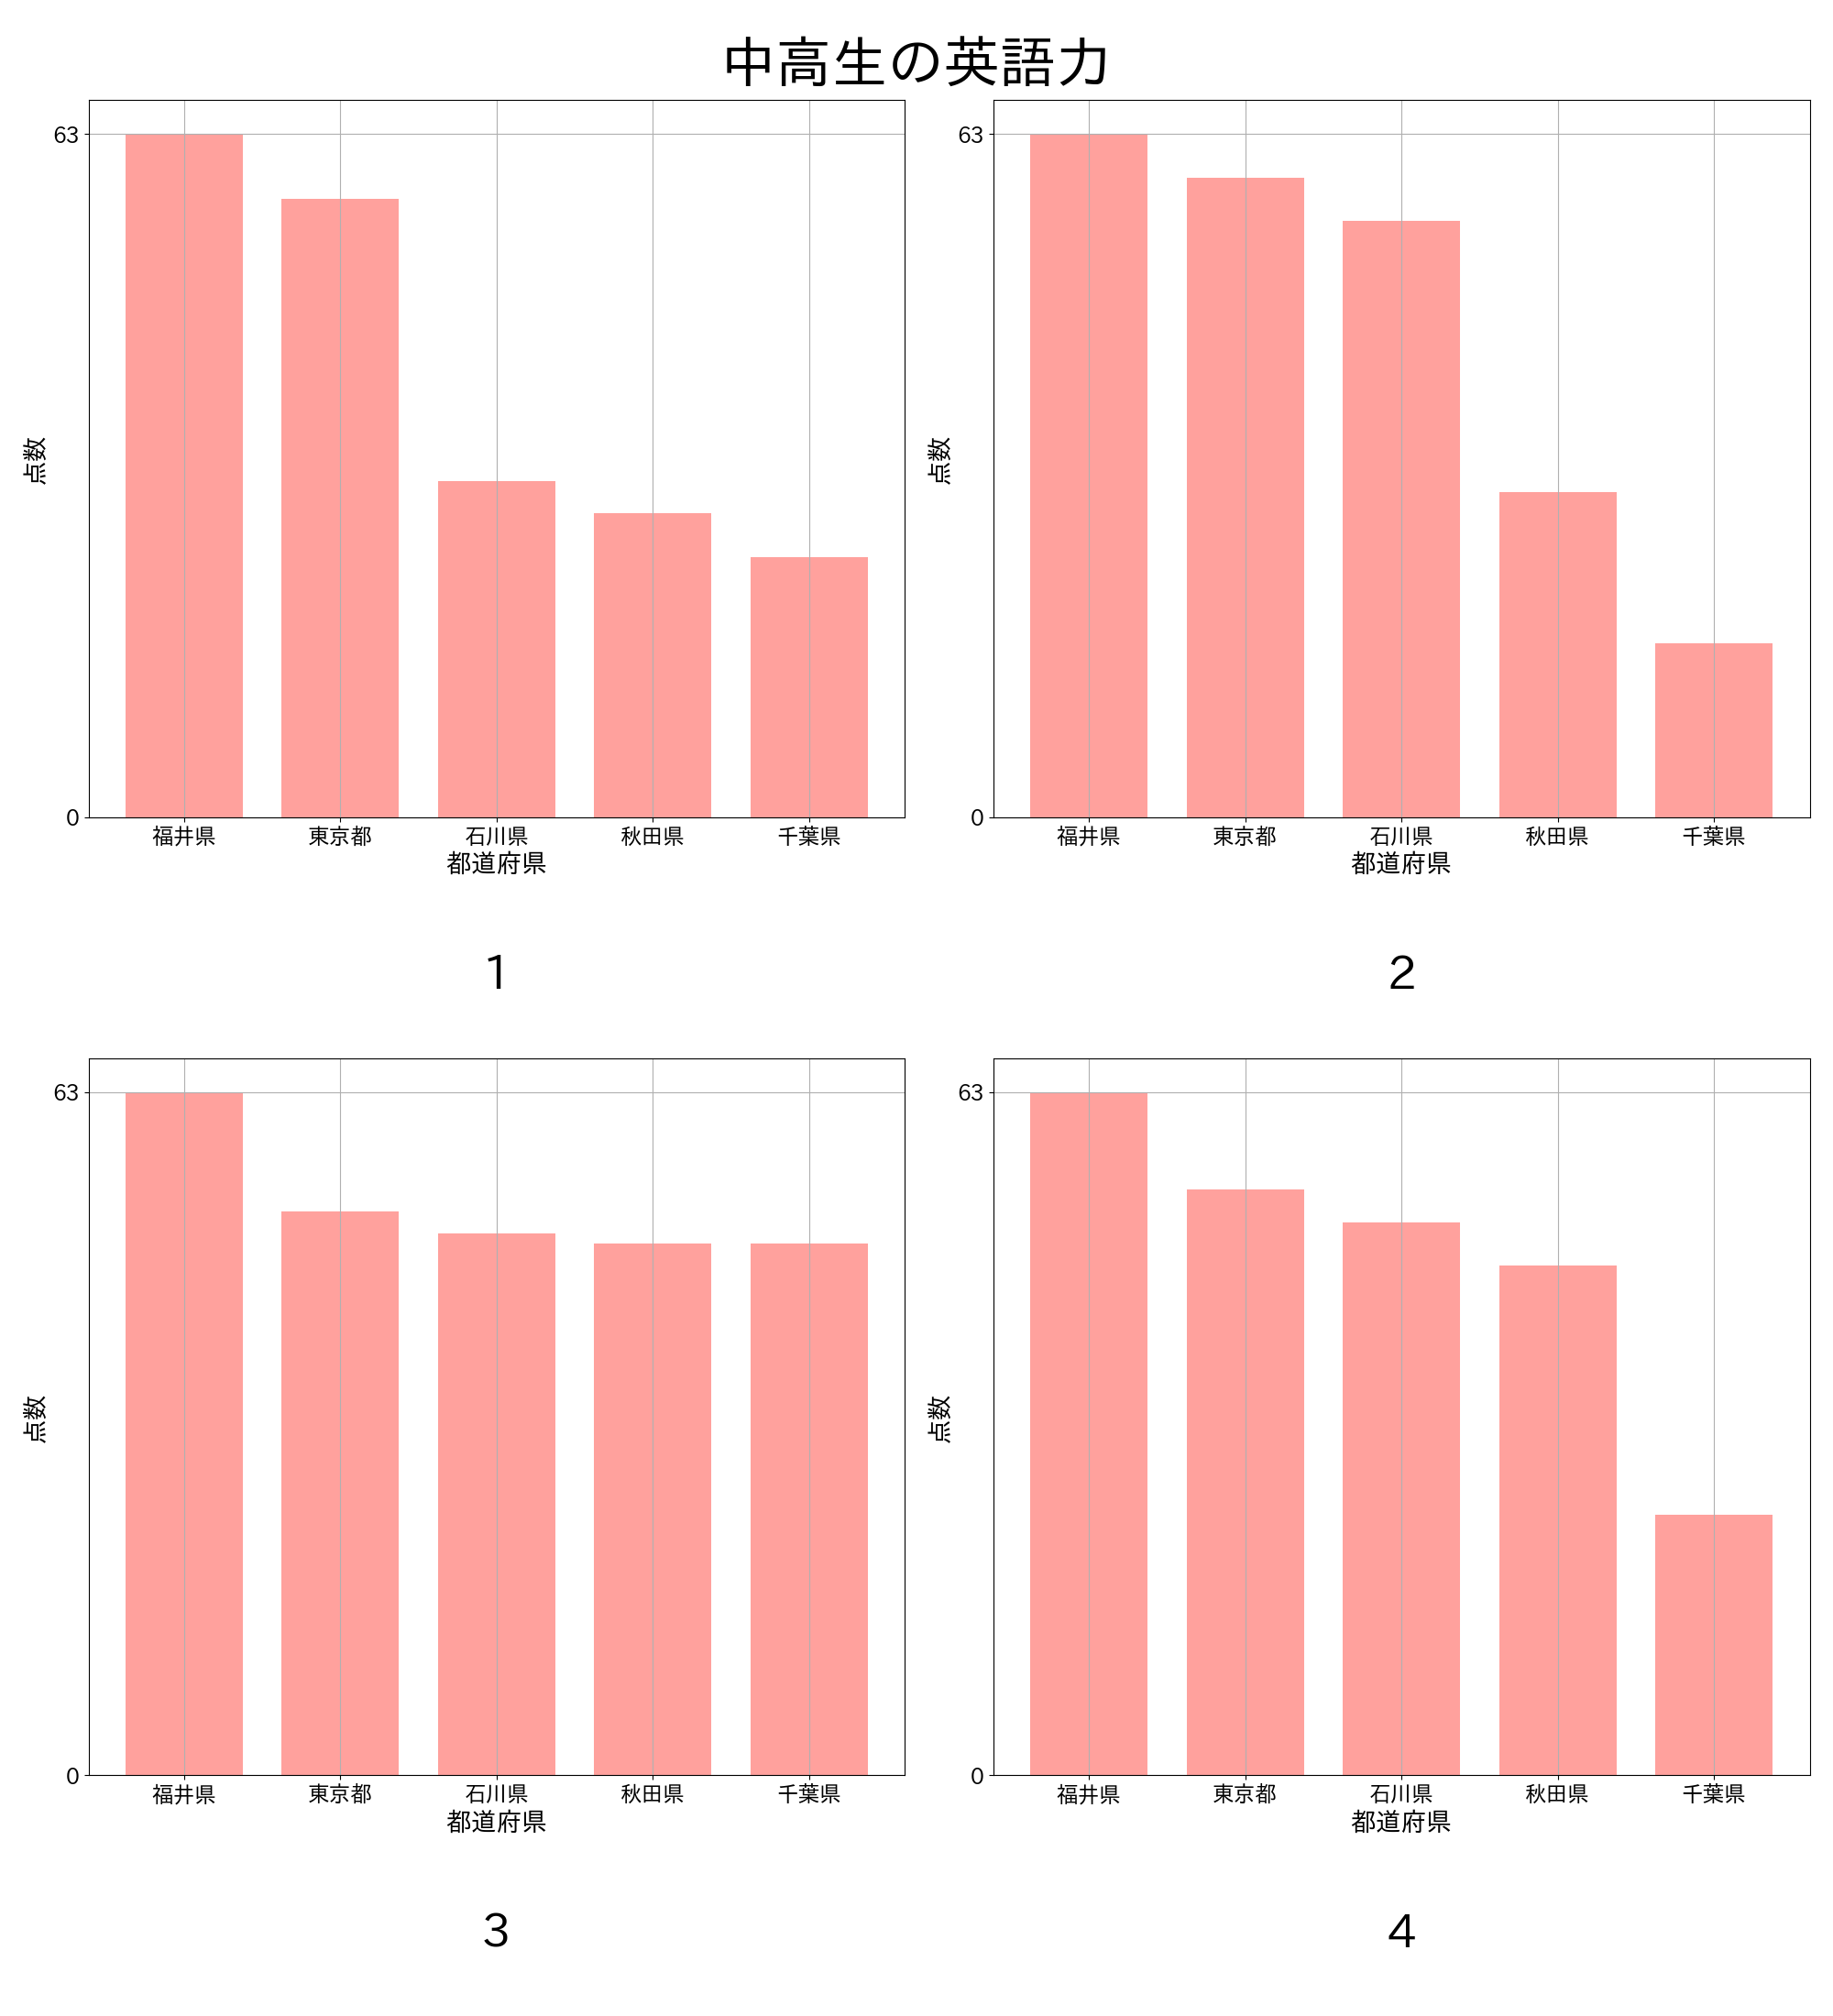 中高生の英語力
63
点数
0
福井県 東京都 石川県 秋田県 千葉県
都道府県
1
63
点数
0
福井県 東京都 石川県 秋田県 千葉県
都道府県
2
63
点数
0
福井県 東京都 石川県 秋田県 千葉県
都道府県
3
63
点数
0
福井県 東京都 石川県 秋田県 千葉県
都道府県
4